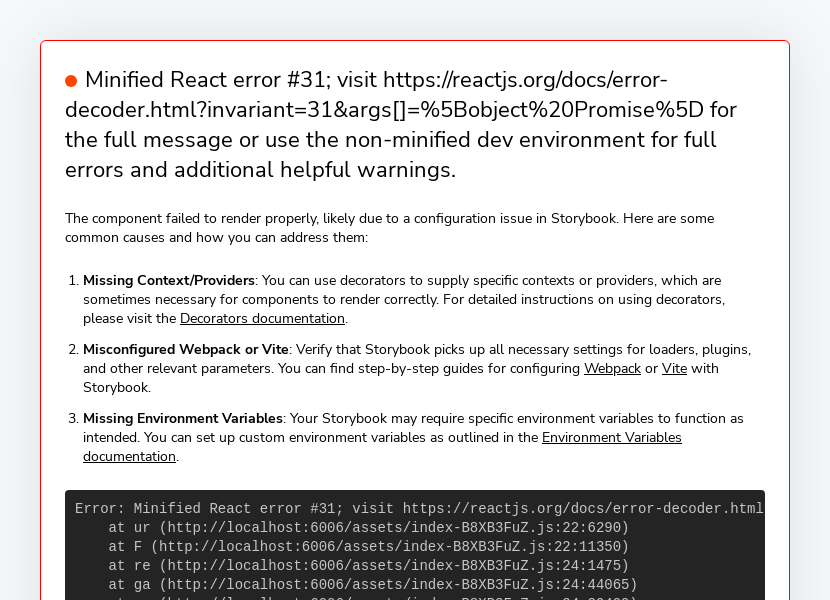 Minified React error #31; visit https://reactjs.org/docs/error-
decoder.html?invariant=31&args[]=%5Bobject%20Promise%5D for
the full message or use the non-minified dev environment for full
errors and additional helpful warnings.
The component failed to render properly, likely due to a configuration issue in Storybook. Here are some
common causes and how you can address them:
1. Missing Context/Providers: You can use decorators to supply specific contexts or providers, which are
sometimes necessary for components to render correctly. For detailed instructions on using decorators,
please visit the Decorators documentation.
2. Misconfigured Webpack or Vite: Verify that Storybook picks up all necessary settings for loaders, plugins,
and other relevant parameters. You can find step-by-step guides for configuring Webpack or Vite with
Storybook.
3. Missing Environment Variables: Your Storybook may require specific environment variables to function as
intended. You can set up custom environment variables as outlined in the Environment Variables
documentation.
Error: Minified React error #31; visit https://reactjs.org/docs/error-decoder.html
at ur (http://localhost:6006/assets/index-B8XB3FuZ.js:22:6290)
at F (http://localhost:6006/assets/index-B8XB3FuZ.js:22:11350)
at re (http://localhost:6006/assets/index-B8XB3FuZ.js:24:1475)
at ga (http://localhost:6006/assets/index-B8XB3FuZ.js:24:44065)